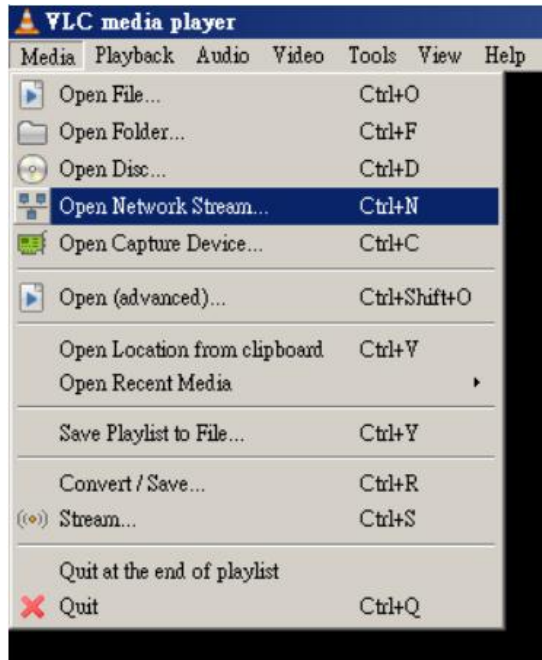 VLC media player
Media Playback Audio Video Tools View Help
Open File... Ctrl+O
Open Folder... Ctrl+F
Open Disc... Ctrl+D
Open Network Stream... Ctrl+N
Open Capture Device... Ctrl+C
Open (advanced)... Ctrl+Shift+O
Open Location from clipboard Ctrl+V
Open Recent Media
Save Playlist to File... Ctrl+Y
Convert / Save... Ctrl+R
Stream... Ctrl+S
Quit at the end of playlist
Quit Ctrl+Q